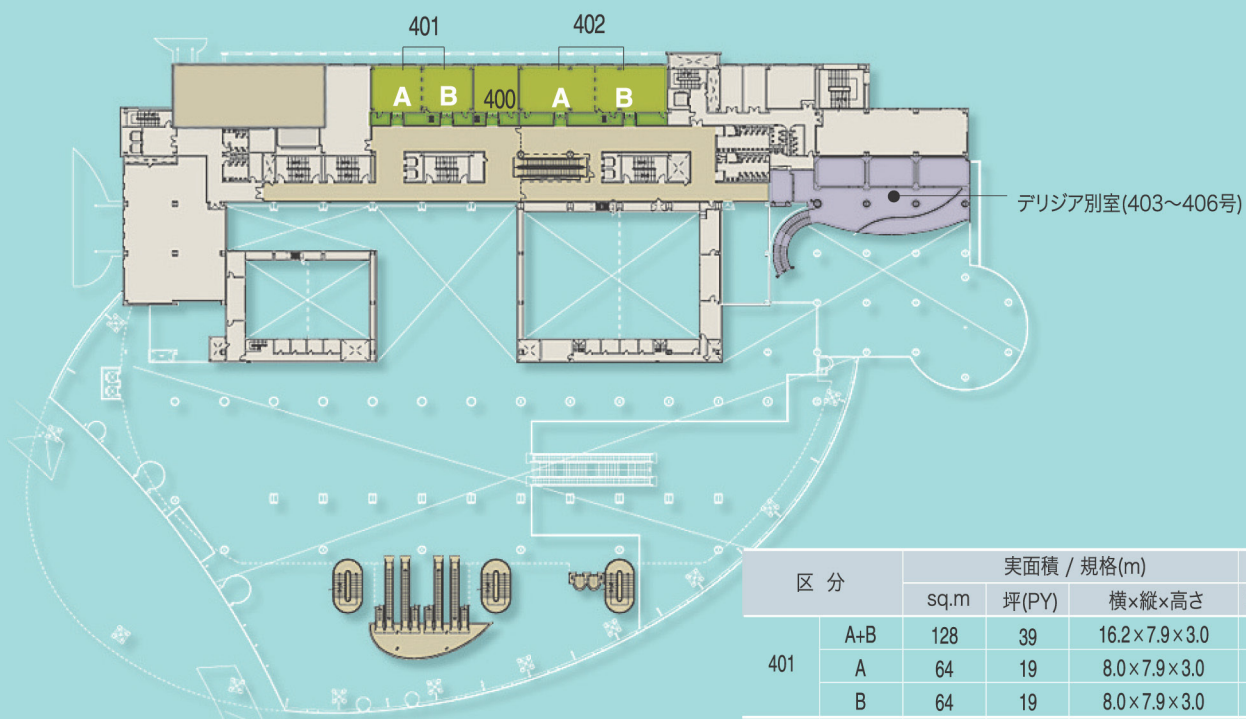 401 402
A B 400 A B
デリジア別室(403～406号)
区 分 実面積 / 規格(m)
sq.m 坪(PY) 横×縦×高さ
401 A+B 128 39 16.2×7.9×3.0
A 64 19 8.0×7.9×3.0
B 64 19 8.0×7.9×3.0